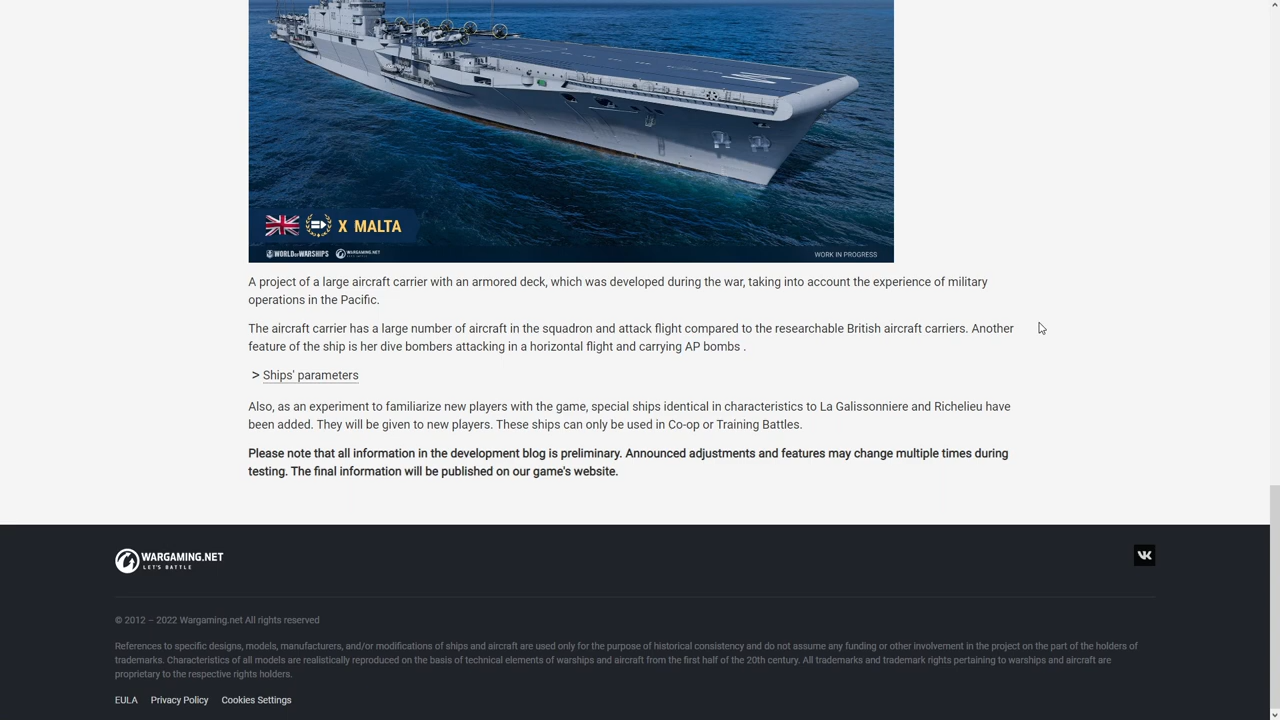 X MALTA
WORLD OF WARSHIPS WARGAMING.NET WORK IN PROGRESS
A project of a large aircraft carrier with an armored deck, which was developed during the war, taking into account the experience of military
operations in the Pacific.
The aircraft carrier has a large number of aircraft in the squadron and attack flight compared to the researchable British aircraft carriers. Another
feature of the ship is her dive bombers attacking in a horizontal flight and carrying AP bombs .
> Ships' parameters
Also, as an experiment to familiarize new players with the game, special ships identical in characteristics to La Galissonniere and Richelieu have
been added. They will be given to new players. These ships can only be used in Co-op or Training Battles.
Please note that all information in the development blog is preliminary. Announced adjustments and features may change multiple times during
testing. The final information will be published on our game's website.
WARGAMING.NET
LET'S BATTLE
© 2012 – 2022 Wargaming.net All rights reserved
References to specific designs, models, manufacturers, and/or modifications of ships and aircraft are used only for the purpose of historical consistency and do not assume any funding or other involvement in the project on the part of the holders of
trademarks. Characteristics of all models are realistically reproduced on the basis of technical elements of warships and aircraft from the first half of the 20th century. All trademarks and trademark rights pertaining to warships and aircraft are
proprietary to the respective rights holders.
EULA Privacy Policy Cookies Settings